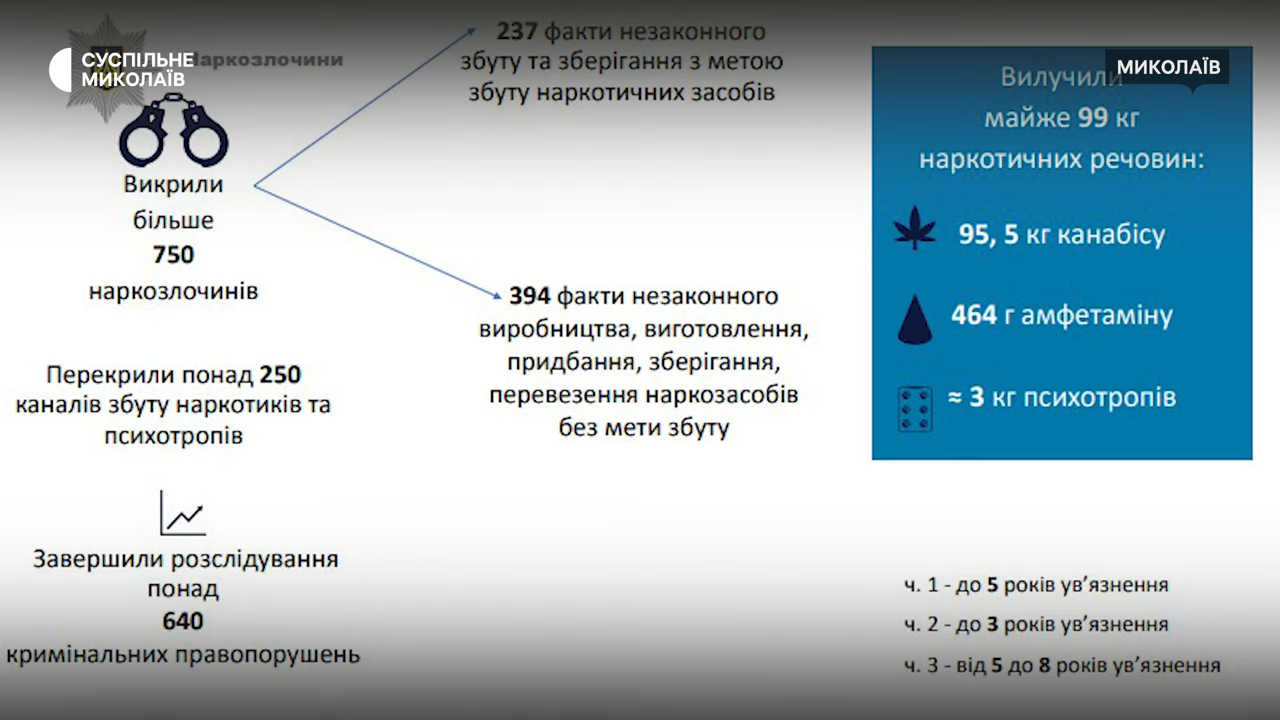 СУСПІЛЬНЕ
МИКОЛАЇВ
Наркозлочини
Викрили
більше
750
наркозлочинів
Перекрили понад 250
каналів збуту наркотиків та
психотропів
Завершили розслідування
понад
640
кримінальних правопорушень
237 факти незаконного
збуту та зберігання з метою
збуту наркотичних засобів
394 факти незаконного
виробництва, виготовлення,
придбання, зберігання,
перевезення наркозасобів
без мети збуту
МИКОЛАЇВ
Вилучили
майже 99 кг
наркотичних речовин:
95, 5 кг канабісу
464 г амфетаміну
≈ 3 кг психотропів
ч. 1 - до 5 років ув’язнення
ч. 2 - до 3 років ув’язнення
ч. 3 - від 5 до 8 років ув’язнення